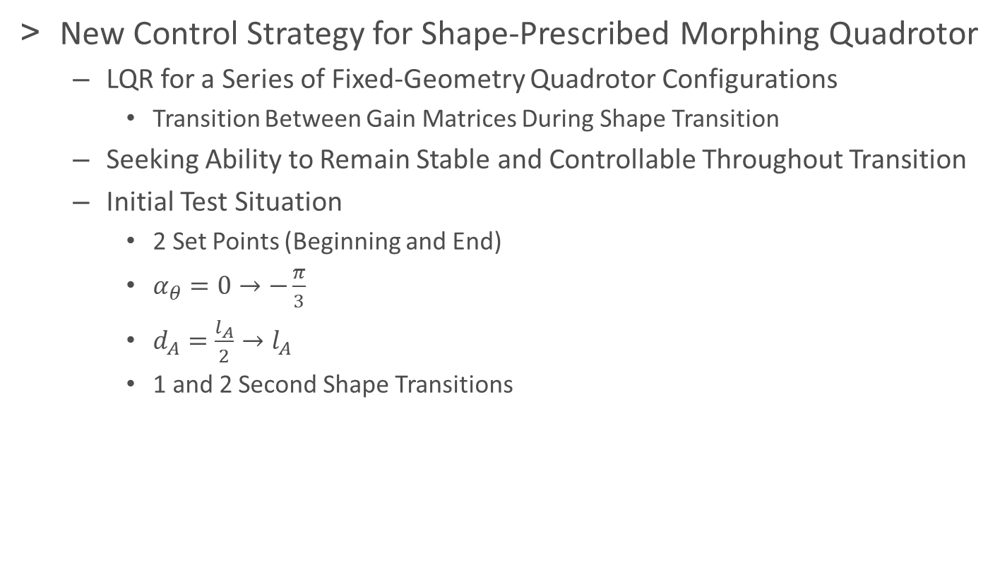 > New Control Strategy for Shape-Prescribed Morphing Quadrotor
– LQR for a Series of Fixed-Geometry Quadrotor Configurations
• Transition Between Gain Matrices During Shape Transition
– Seeking Ability to Remain Stable and Controllable Throughout Transition
– Initial Test Situation
• 2 Set Points (Beginning and End)
• $\alpha_\theta = 0 \rightarrow -\frac{\pi}{3}$
• $d_A = \frac{l_A}{2} \rightarrow l_A$
• 1 and 2 Second Shape Transitions